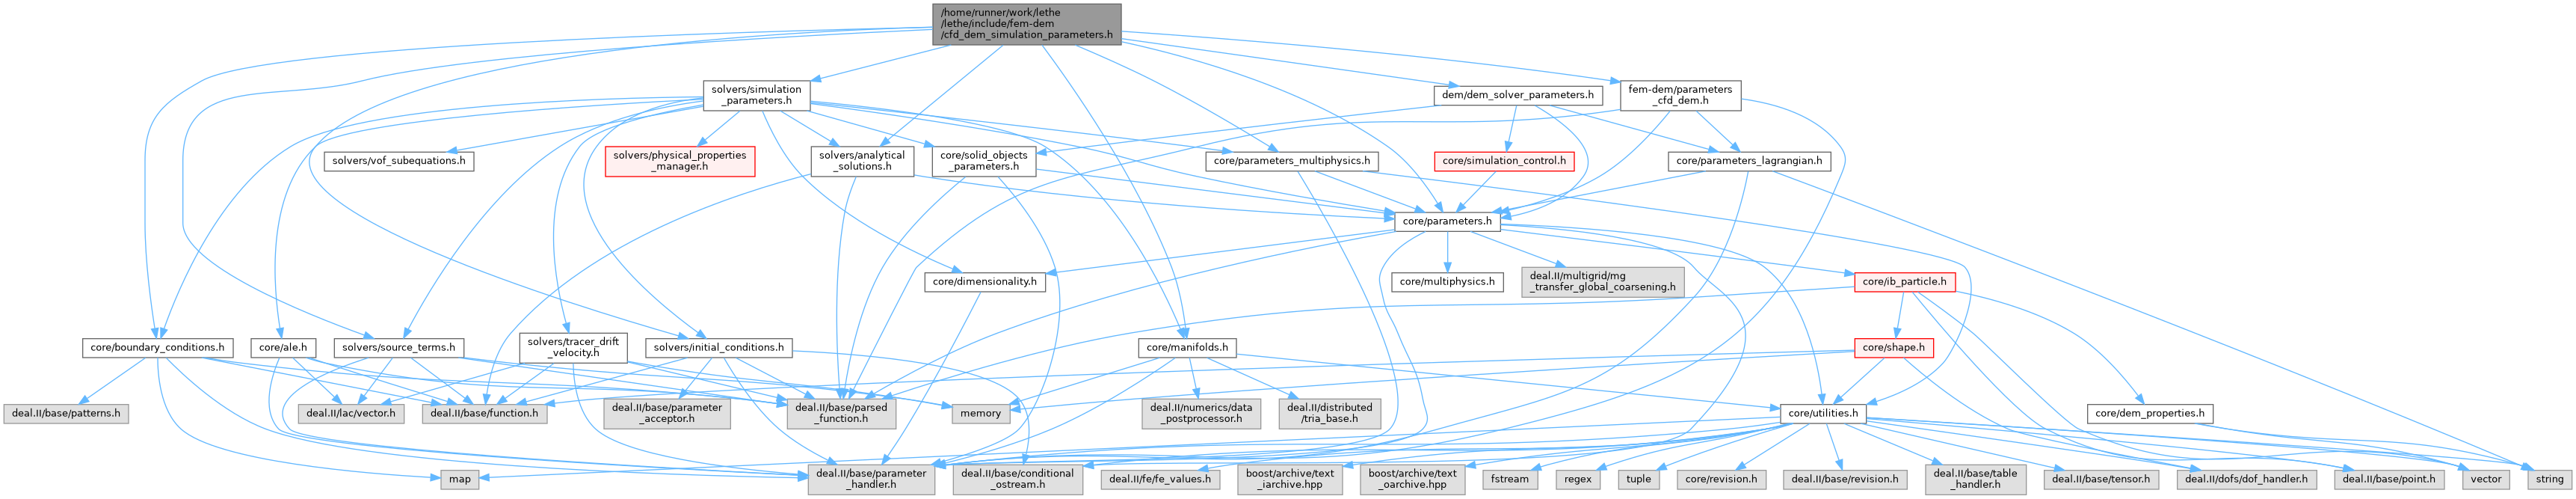 /home/runner/work/lethe
/lethe/include/fem-dem
/cfd_dem_simulation_parameters.h
solvers/simulation
_parameters.h
dem/dem_solver_parameters.h
fem-dem/parameters
_cfd_dem.h
solvers/vof_subequations.h
solvers/physical_properties
_manager.h
solvers/analytical
_solutions.h
core/solid_objects
_parameters.h
core/parameters_multiphysics.h
core/simulation_control.h
core/parameters_lagrangian.h
core/parameters.h
core/dimensionality.h
core/multiphysics.h
deal.II/multigrid/mg
_transfer_global_coarsening.h
core/ib_particle.h
core/boundary_conditions.h
core/ale.h
solvers/source_terms.h
solvers/tracer_drift
_velocity.h
solvers/initial_conditions.h
core/manifolds.h
core/shape.h
deal.II/base/patterns.h
deal.II/lac/vector.h
deal.II/base/function.h
deal.II/base/parameter
_acceptor.h
deal.II/base/parsed
_function.h
memory
deal.II/numerics/data
_postprocessor.h
deal.II/distributed
/tria_base.h
core/utilities.h
core/dem_properties.h
map
deal.II/base/parameter
_handler.h
deal.II/base/conditional
_ostream.h
deal.II/fe/fe_values.h
boost/archive/text
_iarchive.hpp
boost/archive/text
_oarchive.hpp
fstream
regex
tuple
core/revision.h
deal.II/base/revision.h
deal.II/base/table
_handler.h
deal.II/base/tensor.h
deal.II/dofs/dof_handler.h
deal.II/base/point.h
vector
string